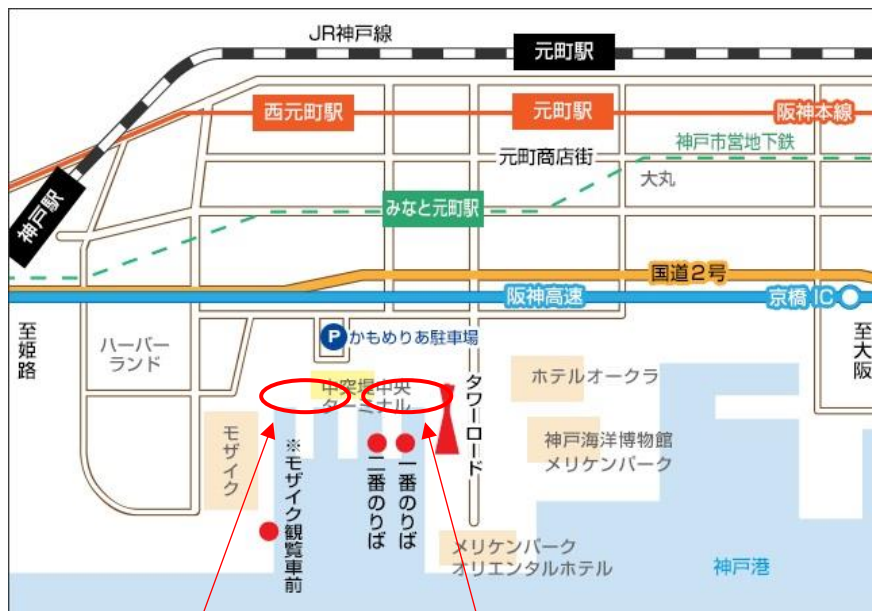 JR神戸線
元町駅
西元町駅
元町駅
阪神本線
神戸市営地下鉄
元町商店街
大丸
神戸駅
みなと元町駅
国道2号
阪神高速
京橋IC
至姫路
ハーバー
ランド
P かもめりあ駐車場
至大阪
中突堤中央
ターミナル
タワーロード
ホテルオークラ
モザイク
※モザイク観覧車前
二番のりば
一番のりば
神戸海洋博物館
メリケンパーク
メリケンパーク
オリエンタルホテル
神戸港